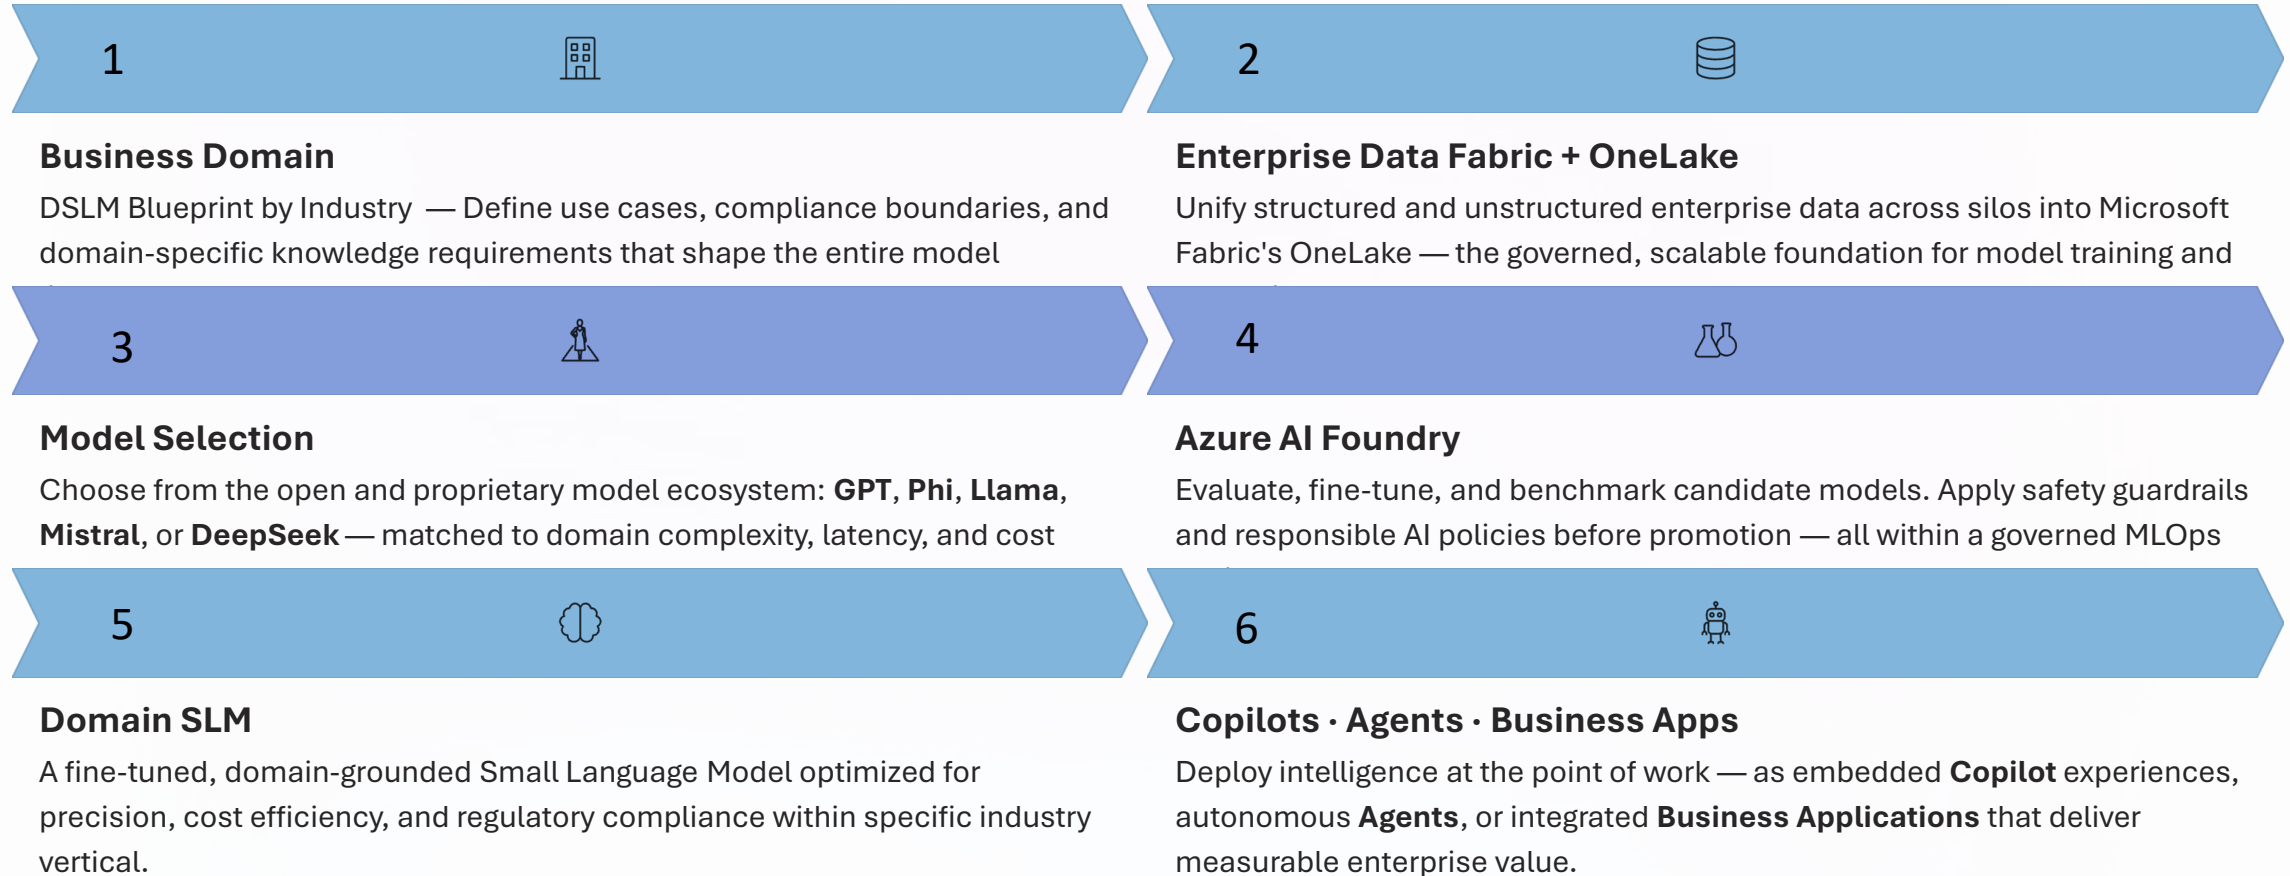 1
Business Domain
DSLM Blueprint by Industry — Define use cases, compliance boundaries, and
domain-specific knowledge requirements that shape the entire model
2
Enterprise Data Fabric + OneLake
Unify structured and unstructured enterprise data across silos into Microsoft
Fabric's OneLake — the governed, scalable foundation for model training and
3
Model Selection
Choose from the open and proprietary model ecosystem: GPT, Phi, Llama,
Mistral, or DeepSeek — matched to domain complexity, latency, and cost
4
Azure AI Foundry
Evaluate, fine-tune, and benchmark candidate models. Apply safety guardrails
and responsible AI policies before promotion — all within a governed MLOps
5
Domain SLM
A fine-tuned, domain-grounded Small Language Model optimized for
precision, cost efficiency, and regulatory compliance within specific industry
vertical.
6
Copilots · Agents · Business Apps
Deploy intelligence at the point of work — as embedded Copilot experiences,
autonomous Agents, or integrated Business Applications that deliver
measurable enterprise value.